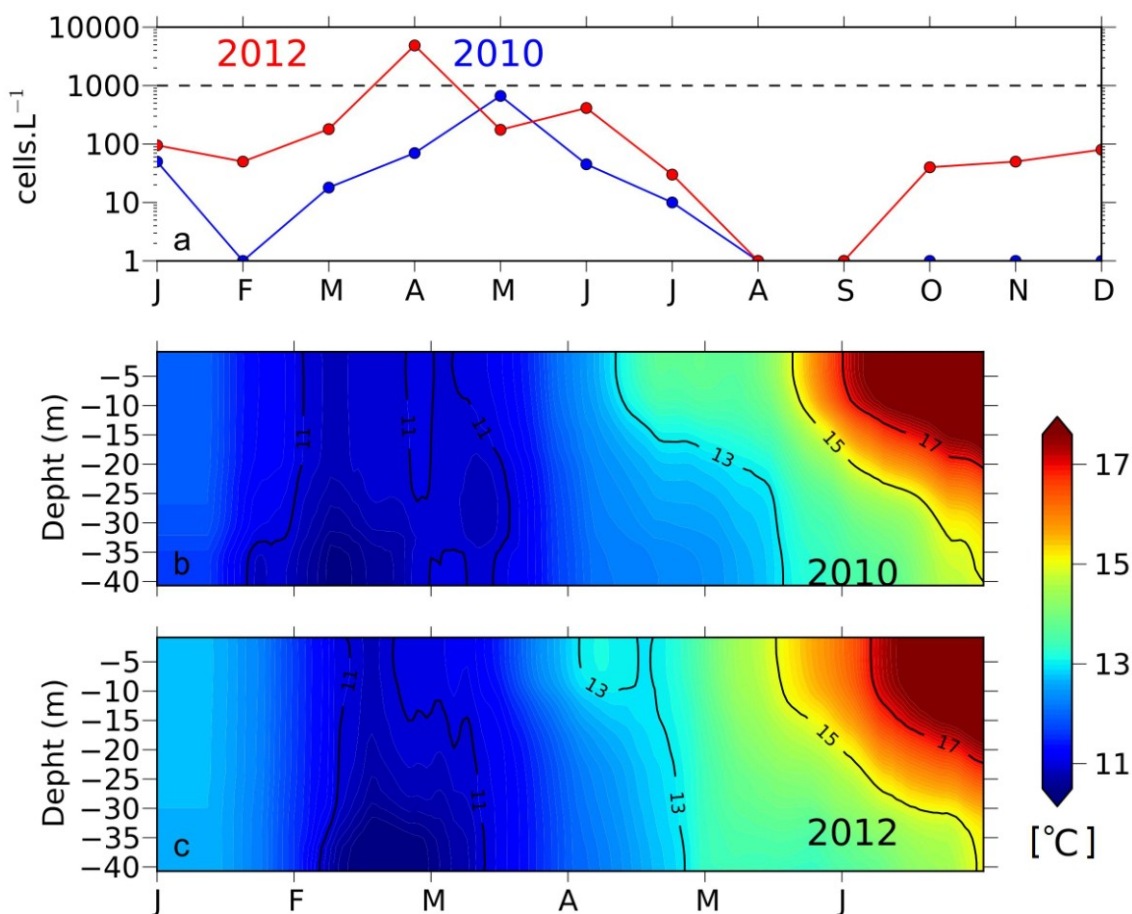 10000
1000
100
10
1
cells.L⁻¹
2012
2010
a
J F M A M J J A S O N D
−5
−10
−15
−20
−25
−30
−35
−40
Depht (m)
11 11 11 13 15 17
b
2010
−5
−10
−15
−20
−25
−30
−35
−40
Depht (m)
11 11 13 13 15 17
c
2012
J F M A M J
17
15
13
11
[°C]